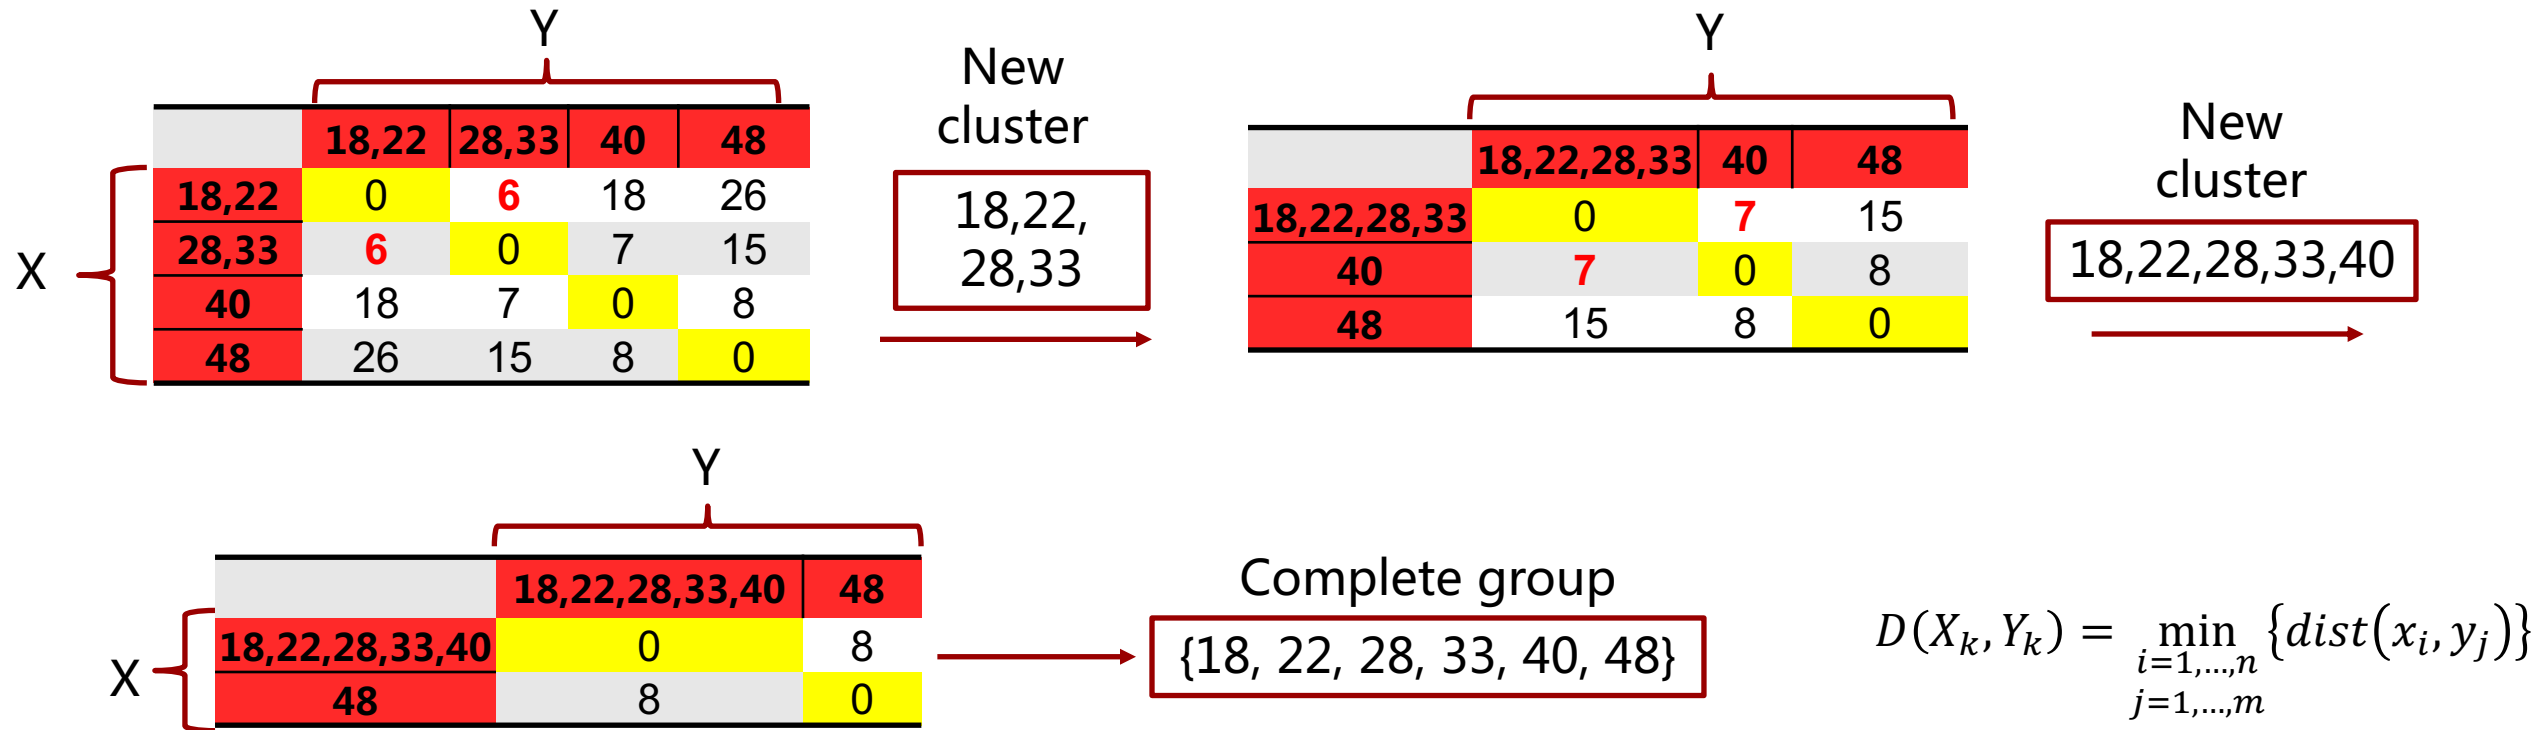 Y
18,22 28,33 40 48
18,22 0 6 18 26
28,33 6 0 7 15
40 18 7 0 8
48 26 15 8 0
X
New
cluster
18,22,
28,33
Y
18,22,28,33 40 48
18,22,28,33 0 7 15
40 7 0 8
48 15 8 0
New
cluster
18,22,28,33,40
Y
18,22,28,33,40 48
18,22,28,33,40 0 8
48 8 0
X
Complete group
{18, 22, 28, 33, 40, 48}
D(X_k, Y_k) = min {dist(x_i, y_j)}
i=1,...,n
j=1,...,m